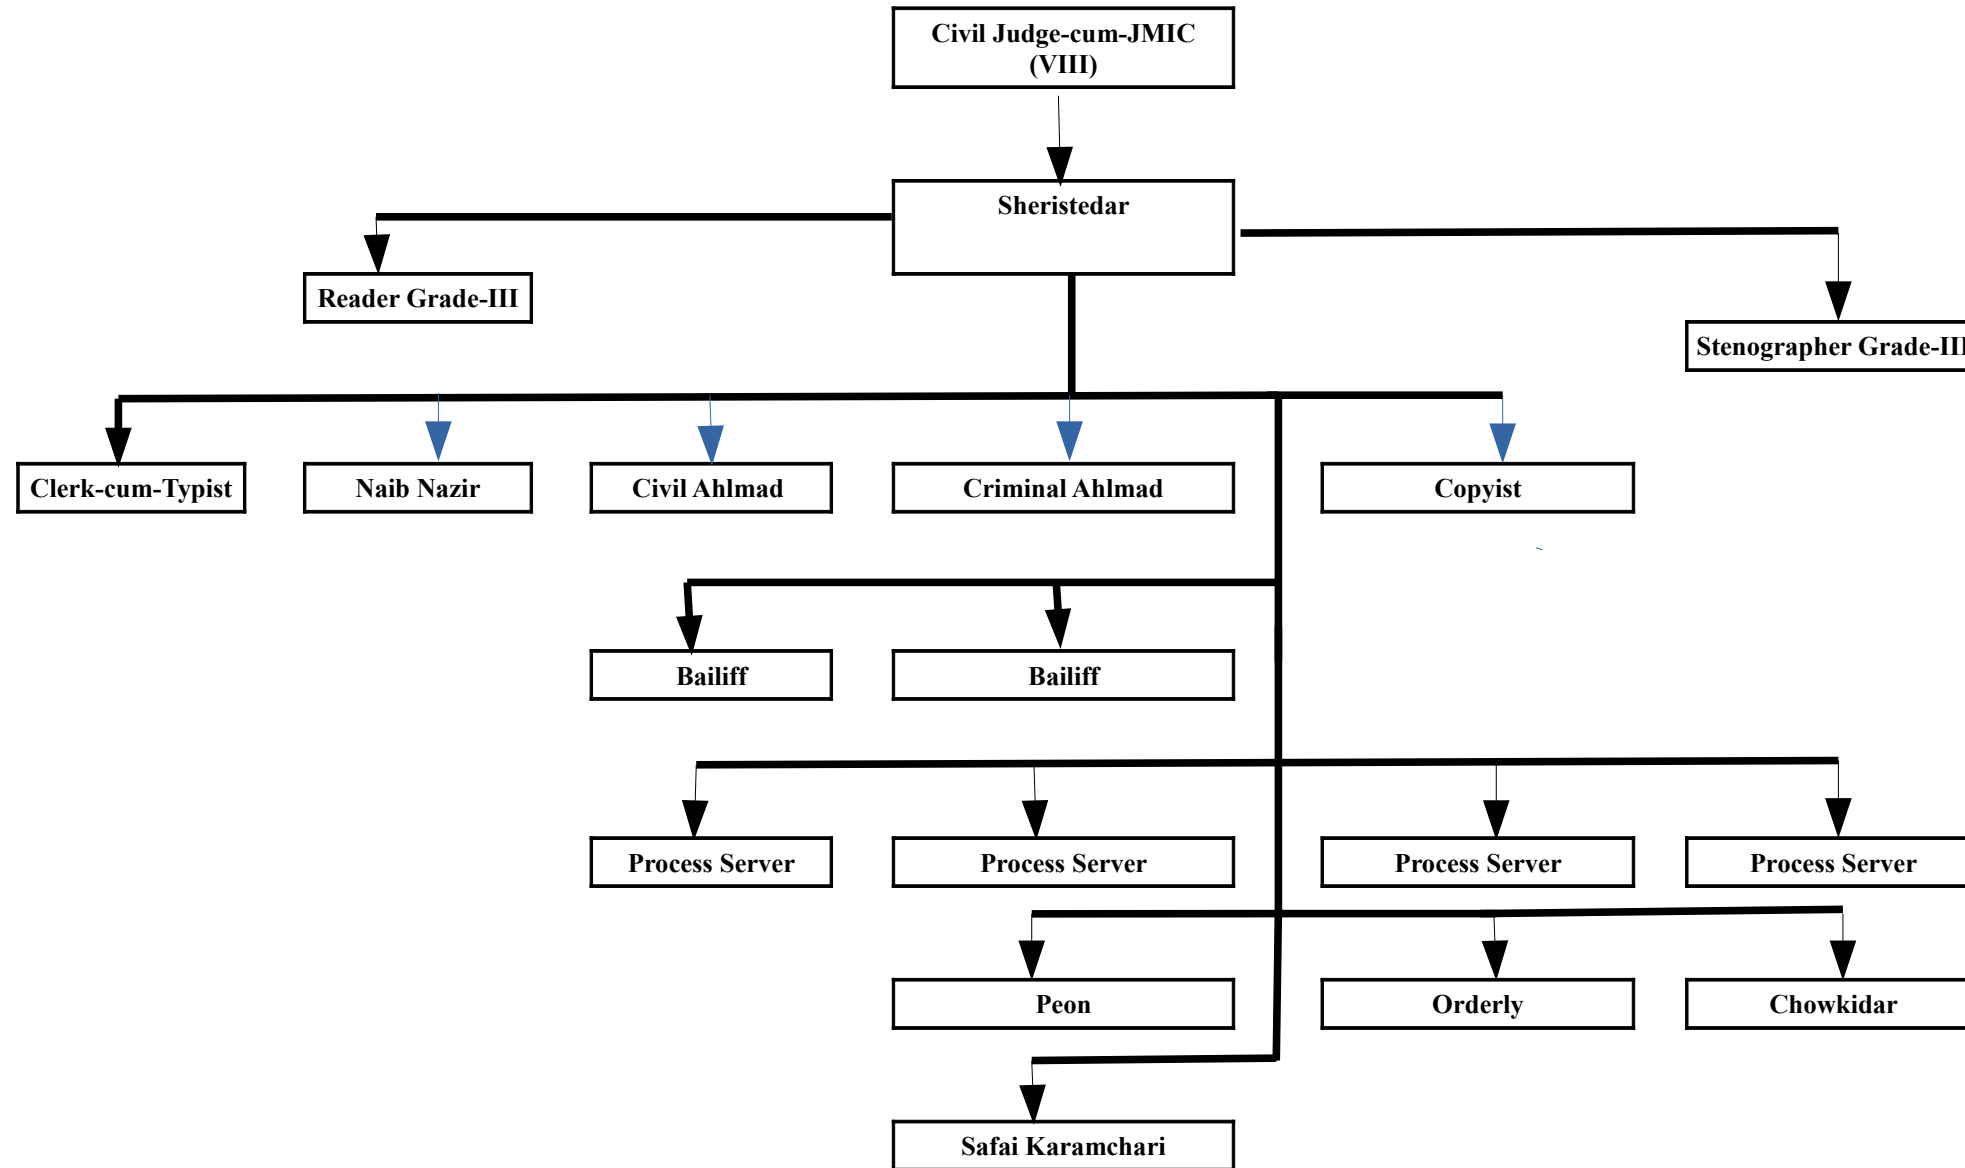 Civil Judge-cum-JMIC
(VIII)
Sheristedar
Reader Grade-III
Stenographer Grade-III
Clerk-cum-Typist
Naib Nazir
Civil Ahlmad
Criminal Ahlmad
Copyist
Bailiff
Bailiff
Process Server
Process Server
Process Server
Process Server
Peon
Orderly
Chowkidar
Safai Karamchari